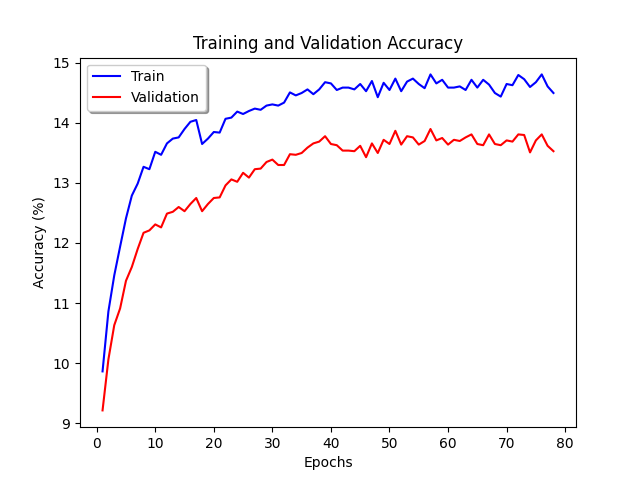 Training and Validation Accuracy
Train
Validation
15
14
13
12
11
10
9
Accuracy (%)
0 10 20 30 40 50 60 70 80
Epochs